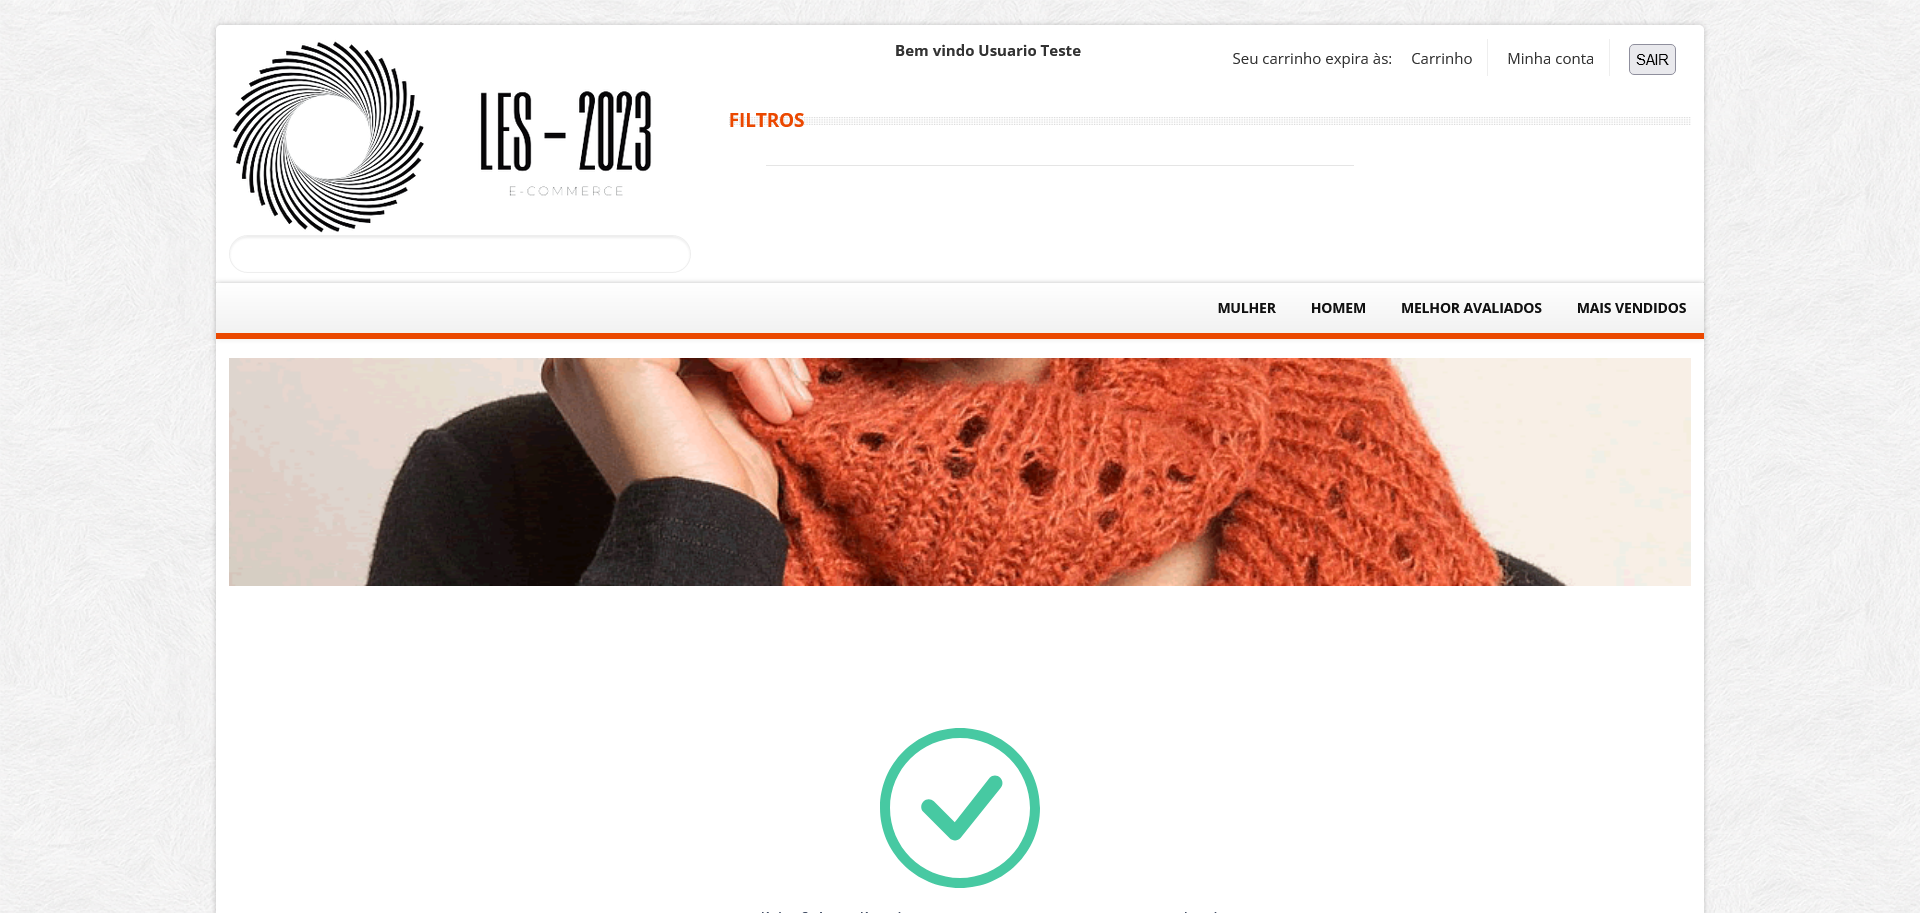 Bem vindo Usuario Teste
Seu carrinho expira às:
Carrinho
Minha conta
SAIR
LES – 2023
E-COMMERCE
FILTROS
MULHER
HOMEM
MELHOR AVALIADOS
MAIS VENDIDOS